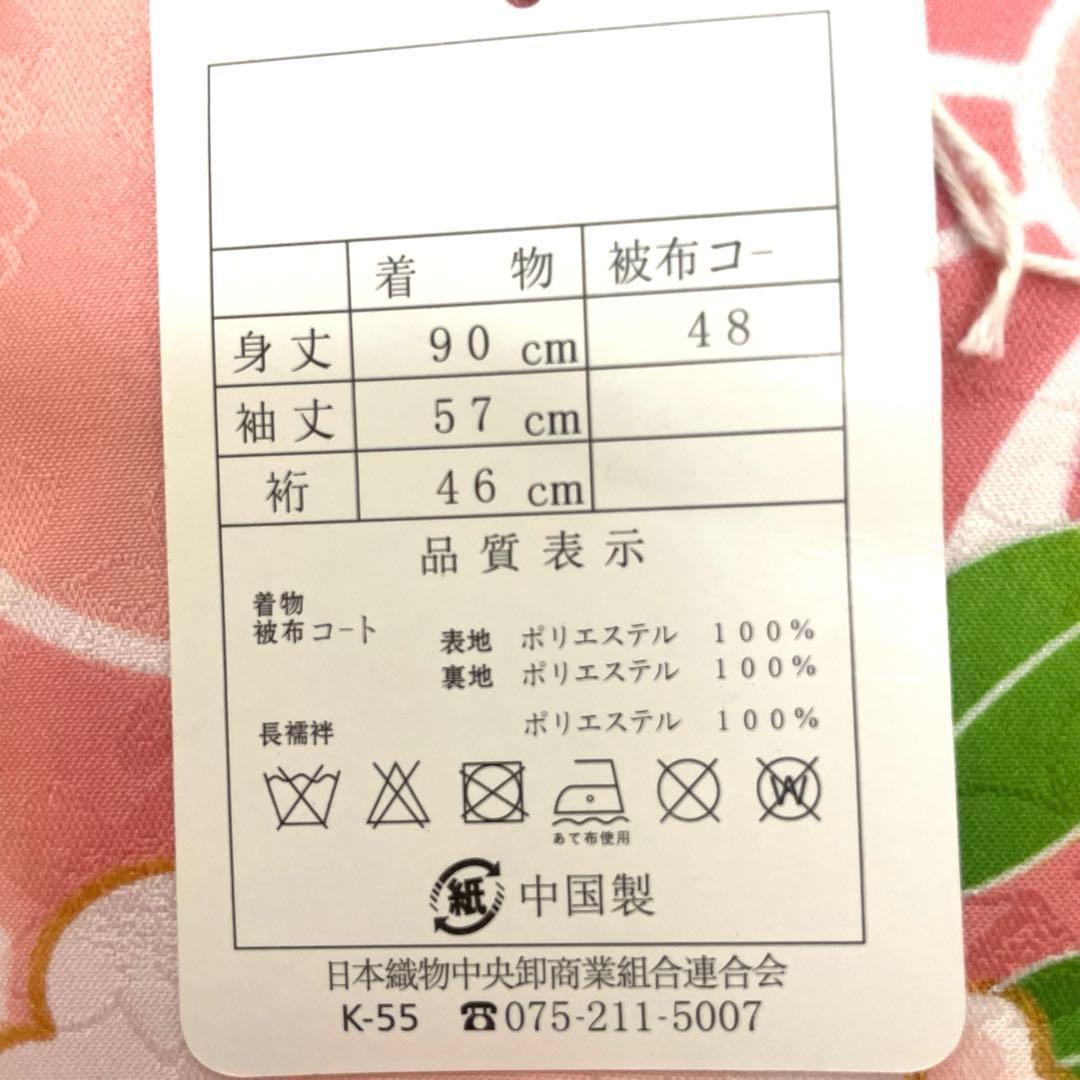 着物 被布コー
身丈 90 cm 48
袖丈 57 cm
裄 46 cm
品質表示
着物
被布コート
表地 ポリエステル 100%
裏地 ポリエステル 100%
長襦袢 ポリエステル 100%
W
あて布使用
紙 中国製
日本織物中央卸商業組合連合会
K-55 ☎075-211-5007